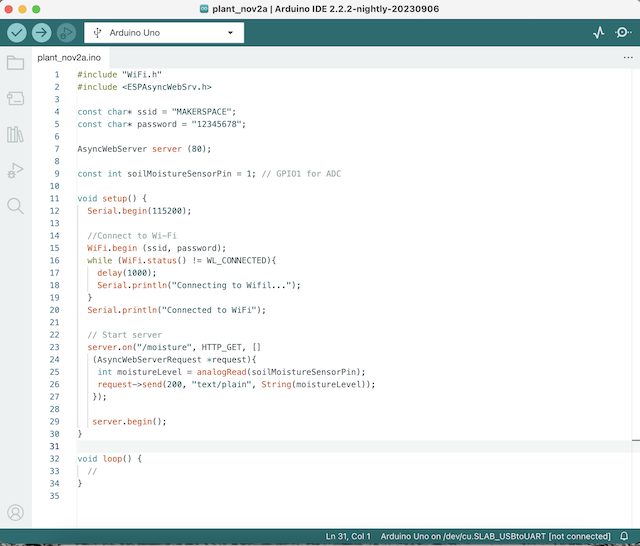 plant_nov2a | Arduino IDE 2.2.2-nightly-20230906
Arduino Uno
plant_nov2a.ino
1 #include "WiFi.h"
2 #include <ESPAsyncWebSrv.h>
3
4 const char* ssid = "MAKERSPACE";
5 const char* password = "12345678";
6
7 AsyncWebServer server (80);
8
9 const int soilMoistureSensorPin = 1; // GPIO1 for ADC
10
11 void setup() {
12 Serial.begin(115200);
13
14 //Connect to Wi-Fi
15 WiFi.begin (ssid, password);
16 while (WiFi.status() != WL_CONNECTED){
17 delay(1000);
18 Serial.println("Connecting to Wifil...");
19 }
20 Serial.println("Connected to WiFi");
21
22 // Start server
23 server.on("/moisture", HTTP_GET, []
24 (AsyncWebServerRequest *request){
25 int moistureLevel = analogRead(soilMoistureSensorPin);
26 request->send(200, "text/plain", String(moistureLevel));
27 });
28
29 server.begin();
30 }
31
32 void loop() {
33 //
34 }
35
Ln 31, Col 1 Arduino Uno on /dev/cu.SLAB_USBtoUART [not connected]